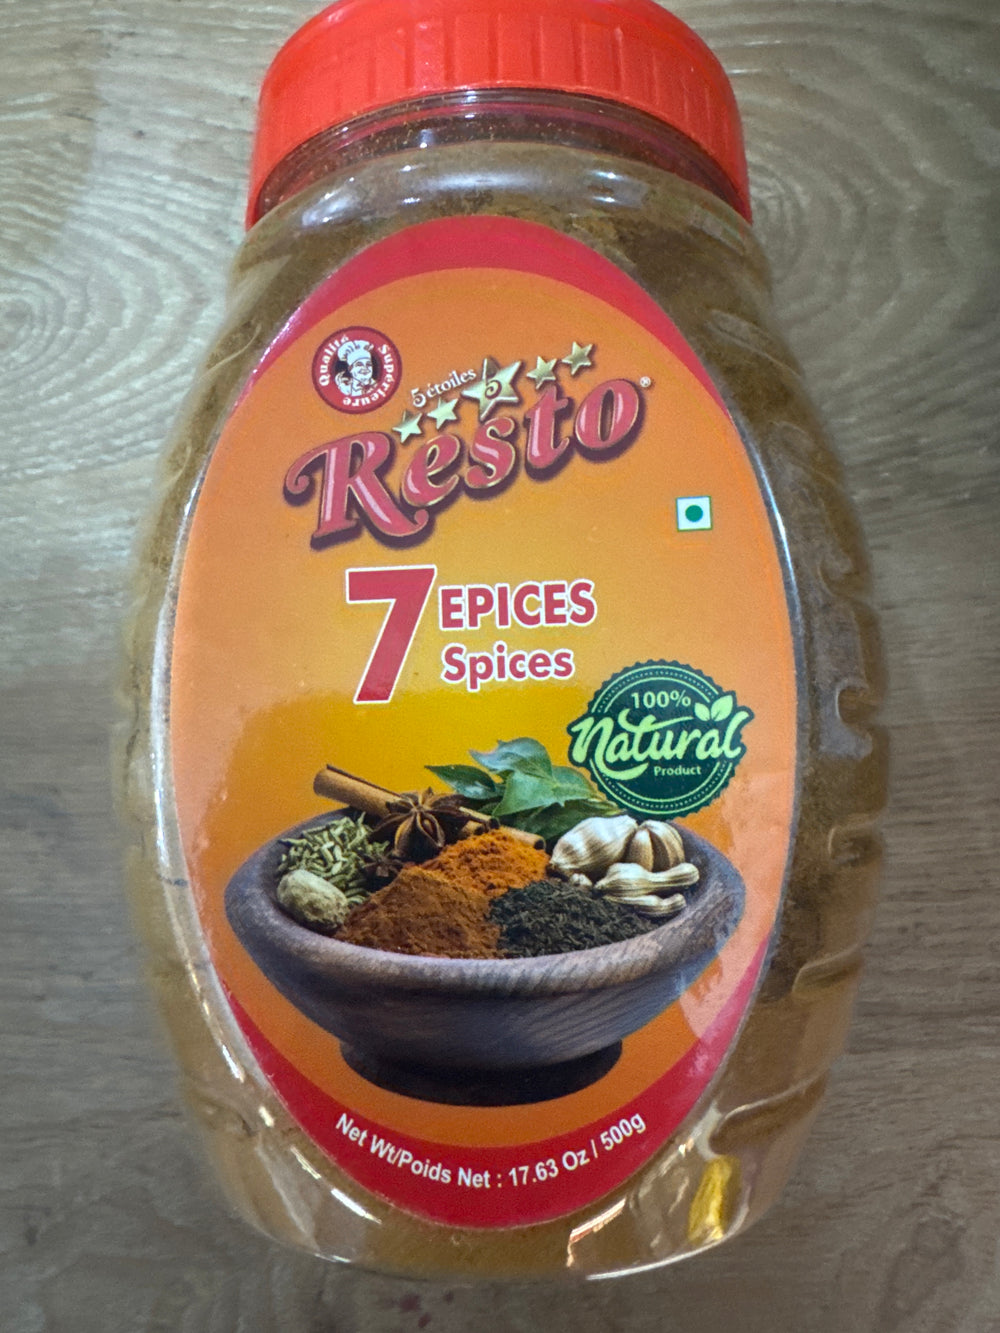 Qualité Supérieure
5 étoiles
5
Resto®
7 EPICES
Spices
100%
Natural
Product
Net Wt/Poids Net : 17.63 Oz / 500g